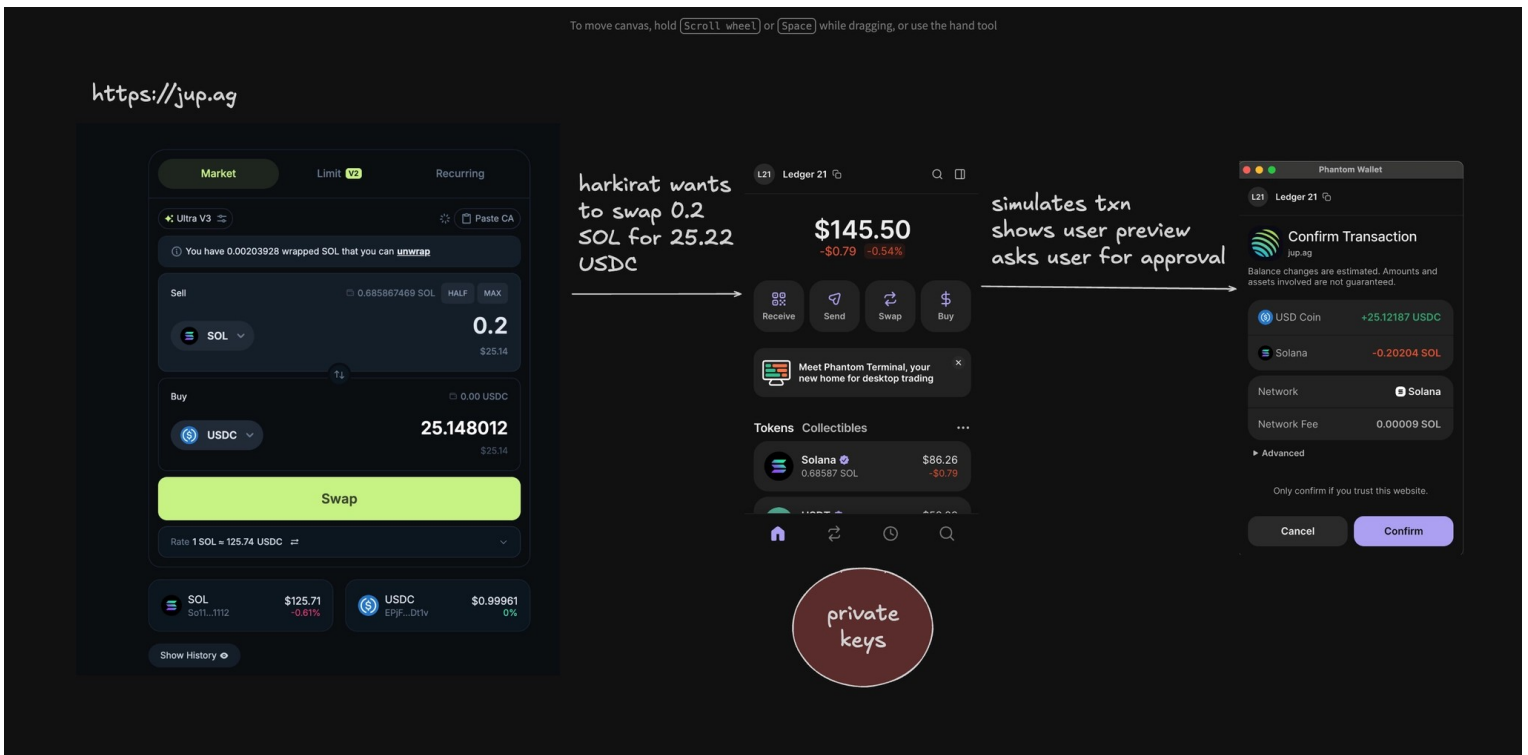 To move canvas, hold Scroll wheel or Space while dragging, or use the hand tool
https://jup.ag
Market Limit V2 Recurring
Ultra V3 Paste CA
You have 0.00203928 wrapped SOL that you can unwrap
Sell 0.685867469 SOL HALF MAX
SOL 0.2
$25.14
Buy 0.00 USDC
USDC 25.148012
$25.14
Swap
Rate 1 SOL ≈ 125.74 USDC
SOL $125.71
So11...1112 -0.61%
USDC $0.99961
EPjF...Dt1v 0%
Show History
harkirat wants
to swap 0.2
SOL for 25.22
USDC
L21 Ledger 21
$145.50
-$0.79 -0.54%
Receive Send Swap Buy
Meet Phantom Terminal, your
new home for desktop trading
Tokens Collectibles
Solana $86.26
0.68587 SOL -$0.79
private
keys
simulates txn
shows user preview
asks user for approval
Phantom Wallet
L21 Ledger 21
Confirm Transaction
jup.ag
Balance changes are estimated. Amounts and
assets involved are not guaranteed.
USD Coin +25.12187 USDC
Solana -0.20204 SOL
Network Solana
Network Fee 0.00009 SOL
Advanced
Only confirm if you trust this website.
Cancel Confirm